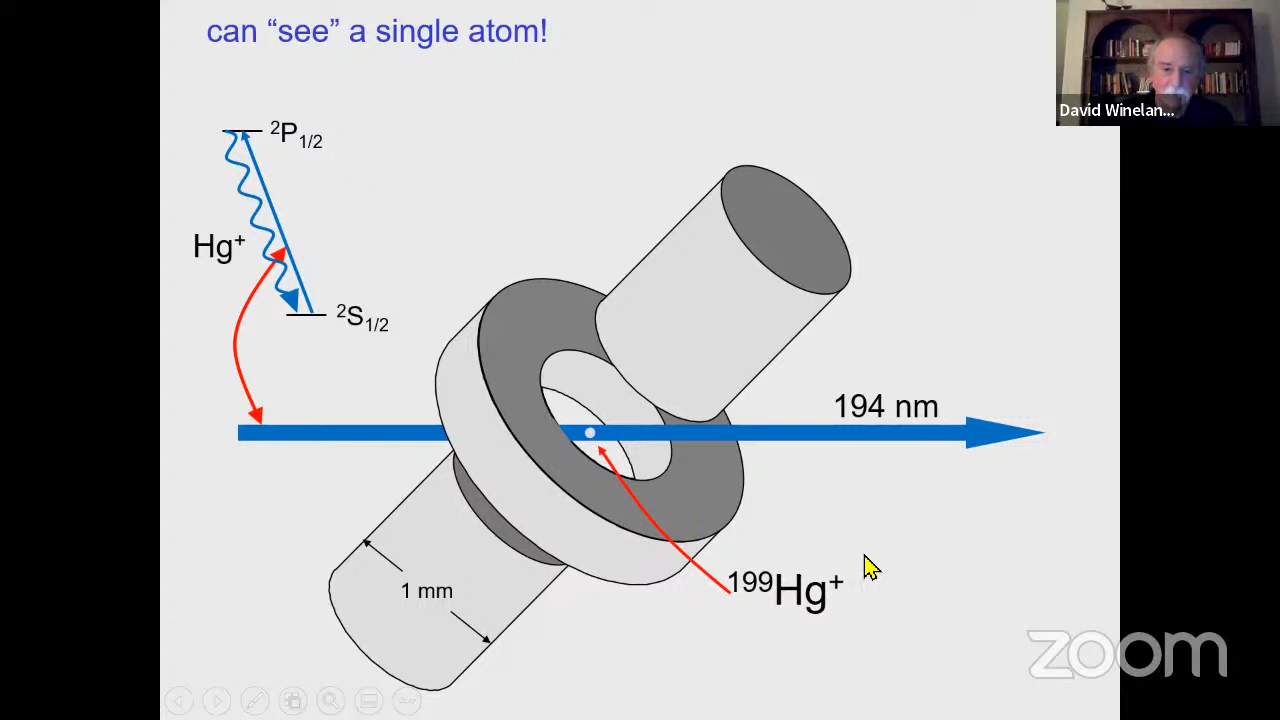 can “see” a single atom!
David Winelan...
²P₁/₂
Hg⁺
²S₁/₂
194 nm
1 mm
¹⁹⁹Hg⁺
zoom